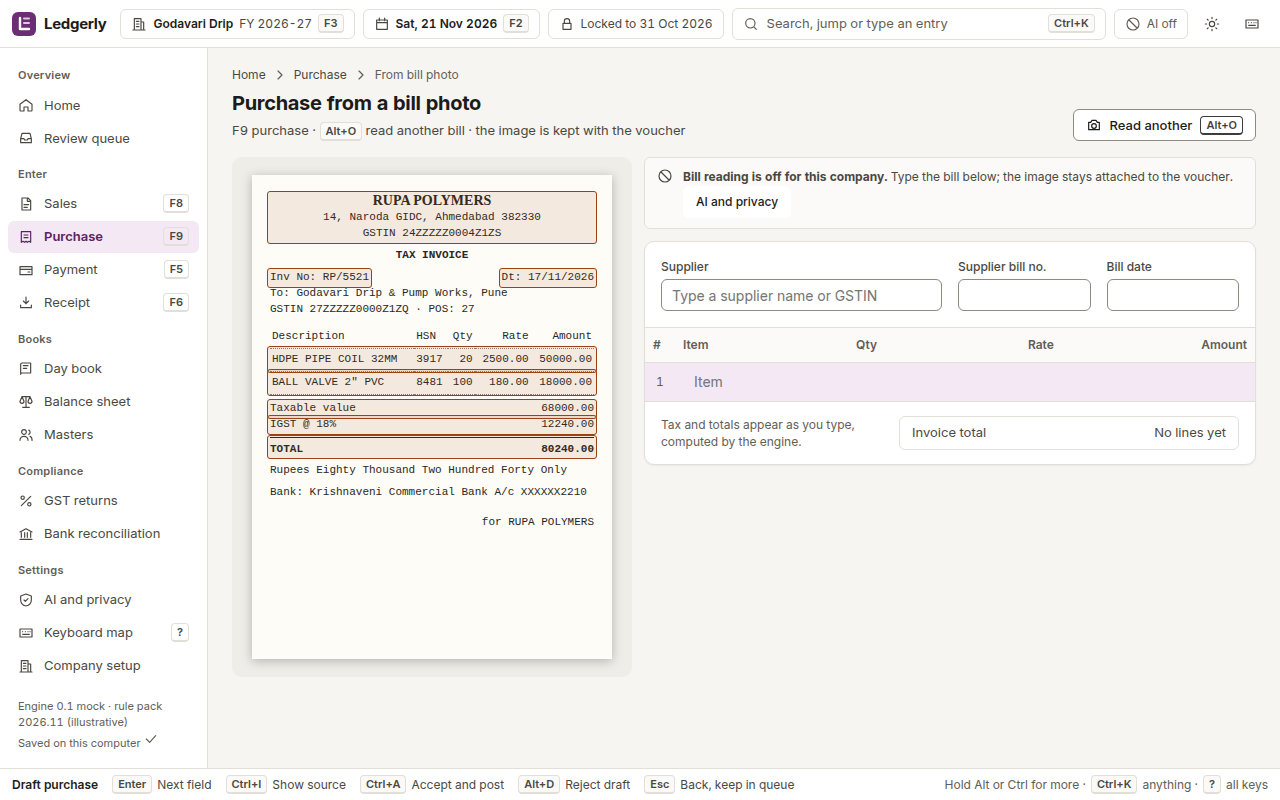 Ledgerly
Godavari Drip FY 2026-27 F3
Sat, 21 Nov 2026 F2
Locked to 31 Oct 2026
Search, jump or type an entry Ctrl+K
AI off
Overview
Home
Review queue
Enter
Sales F8
Purchase F9
Payment F5
Receipt F6
Books
Day book
Balance sheet
Masters
Compliance
GST returns
Bank reconciliation
Settings
AI and privacy
Keyboard map ?
Company setup
Engine 0.1 mock · rule pack
2026.11 (illustrative)
Saved on this computer
Home > Purchase > From bill photo
Purchase from a bill photo
F9 purchase · Alt+O read another bill · the image is kept with the voucher
Read another Alt+O
RUPA POLYMERS
14, Naroda GIDC, Ahmedabad 382330
GSTIN 24ZZZZZ0004Z1ZS
TAX INVOICE
Inv No: RP/5521 Dt: 17/11/2026
To: Godavari Drip & Pump Works, Pune
GSTIN 27ZZZZZ0000Z1ZQ · POS: 27
Description HSN Qty Rate Amount
HDPE PIPE COIL 32MM 3917 20 2500.00 50000.00
BALL VALVE 2" PVC 8481 100 180.00 18000.00
Taxable value 68000.00
IGST @ 18% 12240.00
TOTAL 80240.00
Rupees Eighty Thousand Two Hundred Forty Only
Bank: Krishnaveni Commercial Bank A/c XXXXXX2210
for RUPA POLYMERS
Bill reading is off for this company. Type the bill below; the image stays attached to the voucher.
AI and privacy
Supplier Supplier bill no. Bill date
Type a supplier name or GSTIN
# Item Qty Rate Amount
1 Item
Tax and totals appear as you type,
computed by the engine.
Invoice total No lines yet
Draft purchase Enter Next field Ctrl+I Show source Ctrl+A Accept and post Alt+D Reject draft Esc Back, keep in queue Hold Alt or Ctrl for more · Ctrl+K anything · ? all keys